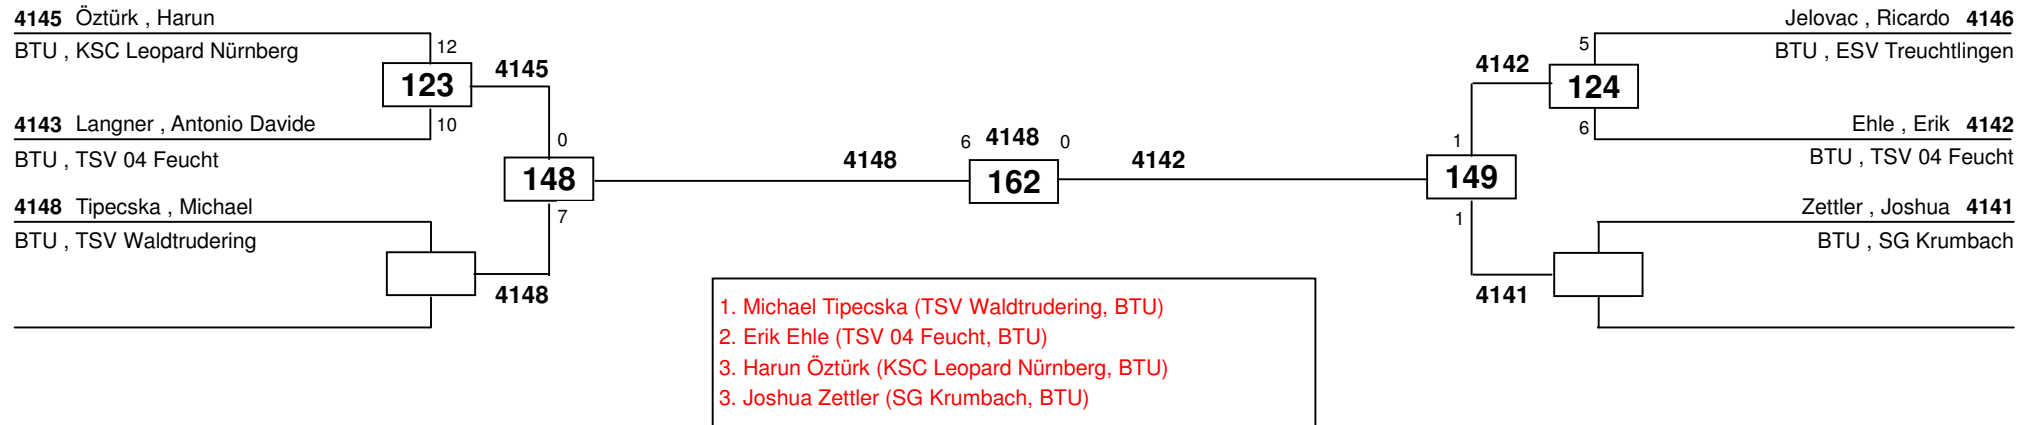 4145 Öztürk , Harun
BTU , KSC Leopard Nürnberg
12
123
4145
10
4143 Langner , Antonio Davide
BTU , TSV 04 Feucht
0
148
7
4148 Tipecska , Michael
BTU , TSV Waldtrudering
4148
4148
6 4148 0
162
4142
Jelovac , Ricardo 4146
BTU , ESV Treuchtlingen
5
4142
124
6
Ehle , Erik 4142
BTU , TSV 04 Feucht
1
149
1
Zettler , Joshua 4141
BTU , SG Krumbach
4141
1. Michael Tipecska (TSV Waldtrudering, BTU)
2. Erik Ehle (TSV 04 Feucht, BTU)
3. Harun Öztürk (KSC Leopard Nürnberg, BTU)
3. Joshua Zettler (SG Krumbach, BTU)